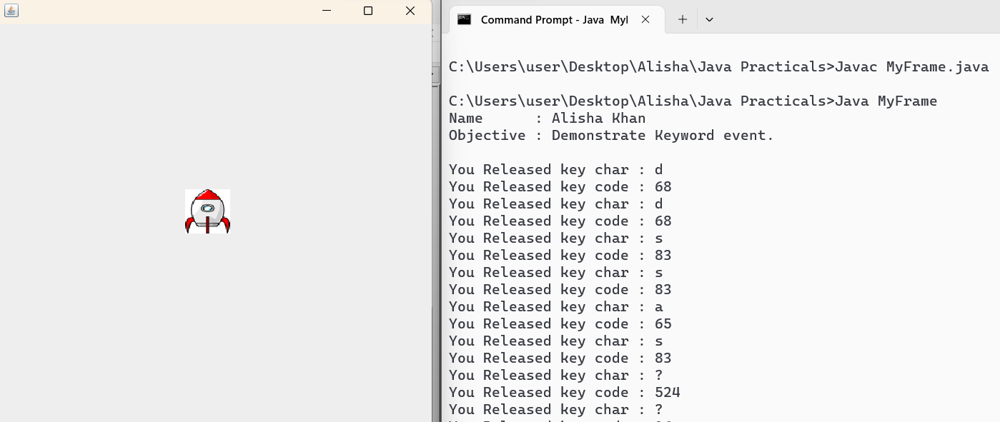 Command Prompt - Java  Myl
C:\Users\user\Desktop\Alisha\Java Practicals>Javac MyFrame.java
C:\Users\user\Desktop\Alisha\Java Practicals>Java MyFrame
Name      : Alisha Khan
Objective : Demonstrate Keyword event.
You Released key char : d
You Released key code : 68
You Released key char : d
You Released key code : 68
You Released key char : s
You Released key code : 83
You Released key char : s
You Released key code : 83
You Released key char : a
You Released key code : 65
You Released key char : s
You Released key code : 83
You Released key char : ?
You Released key code : 524
You Released key char : ?